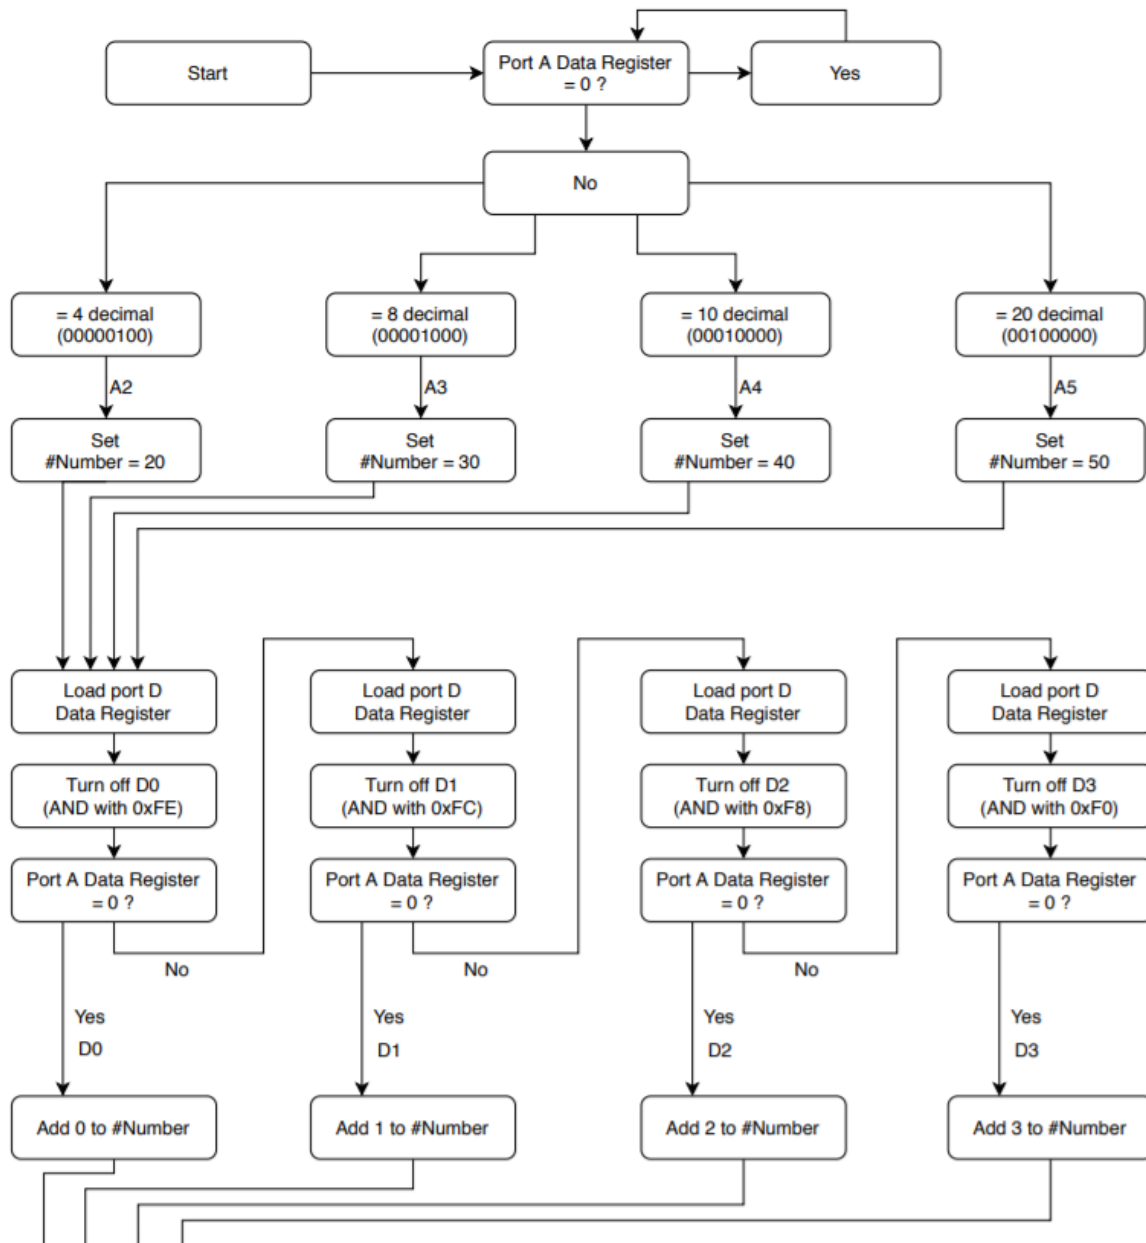 Start
Port A Data Register
= 0 ?
Yes
No
= 4 decimal
(00000100)
= 8 decimal
(00001000)
= 10 decimal
(00010000)
= 20 decimal
(00100000)
A2
A3
A4
A5
Set
#Number = 20
Set
#Number = 30
Set
#Number = 40
Set
#Number = 50
Load port D
Data Register
Load port D
Data Register
Load port D
Data Register
Load port D
Data Register
Turn off D0
(AND with 0xFE)
Turn off D1
(AND with 0xFC)
Turn off D2
(AND with 0xF8)
Turn off D3
(AND with 0xF0)
Port A Data Register
= 0 ?
Port A Data Register
= 0 ?
Port A Data Register
= 0 ?
Port A Data Register
= 0 ?
No
No
No
Yes
D0
Yes
D1
Yes
D2
Yes
D3
Add 0 to #Number
Add 1 to #Number
Add 2 to #Number
Add 3 to #Number